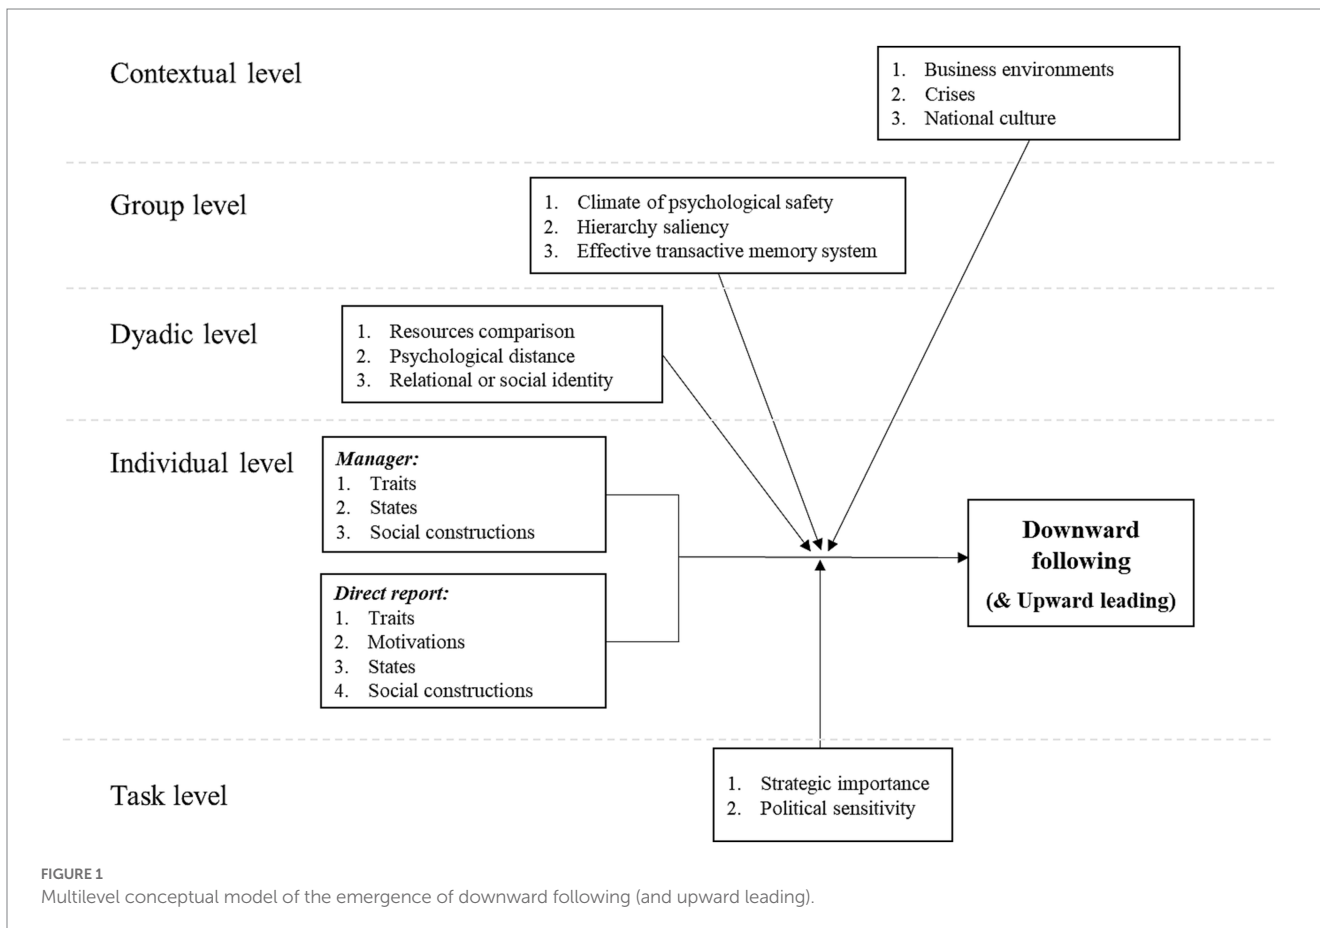 Contextual level
1. Business environments
2. Crises
3. National culture
Group level
1. Climate of psychological safety
2. Hierarchy saliency
3. Effective transactive memory system
Dyadic level
1. Resources comparison
2. Psychological distance
3. Relational or social identity
Individual level
Manager:
1. Traits
2. States
3. Social constructions
Direct report:
1. Traits
2. Motivations
3. States
4. Social constructions
Downward
following
(& Upward leading)
Task level
1. Strategic importance
2. Political sensitivity
FIGURE 1
Multilevel conceptual model of the emergence of downward following (and upward leading).